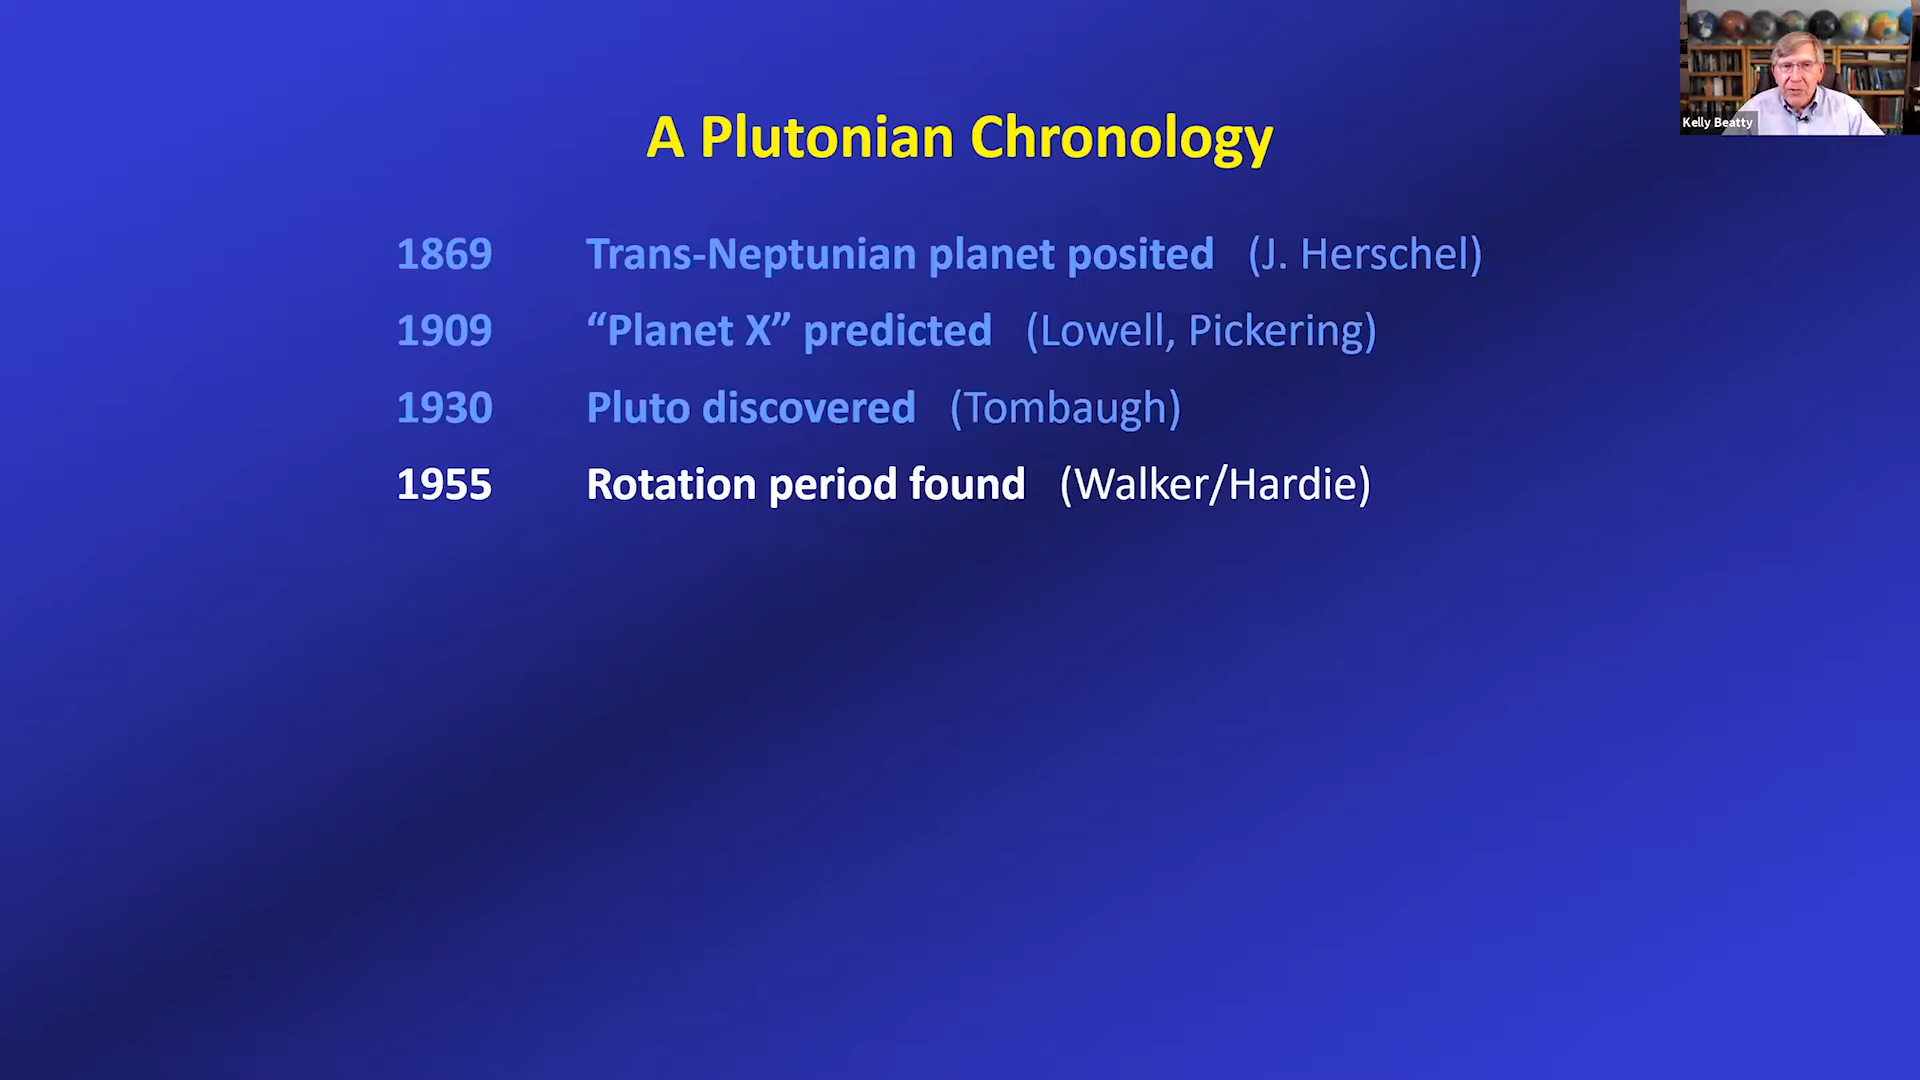 Kelly Beatty
A Plutonian Chronology
1869 Trans-Neptunian planet posited (J. Herschel)
1909 “Planet X” predicted (Lowell, Pickering)
1930 Pluto discovered (Tombaugh)
1955 Rotation period found (Walker/Hardie)